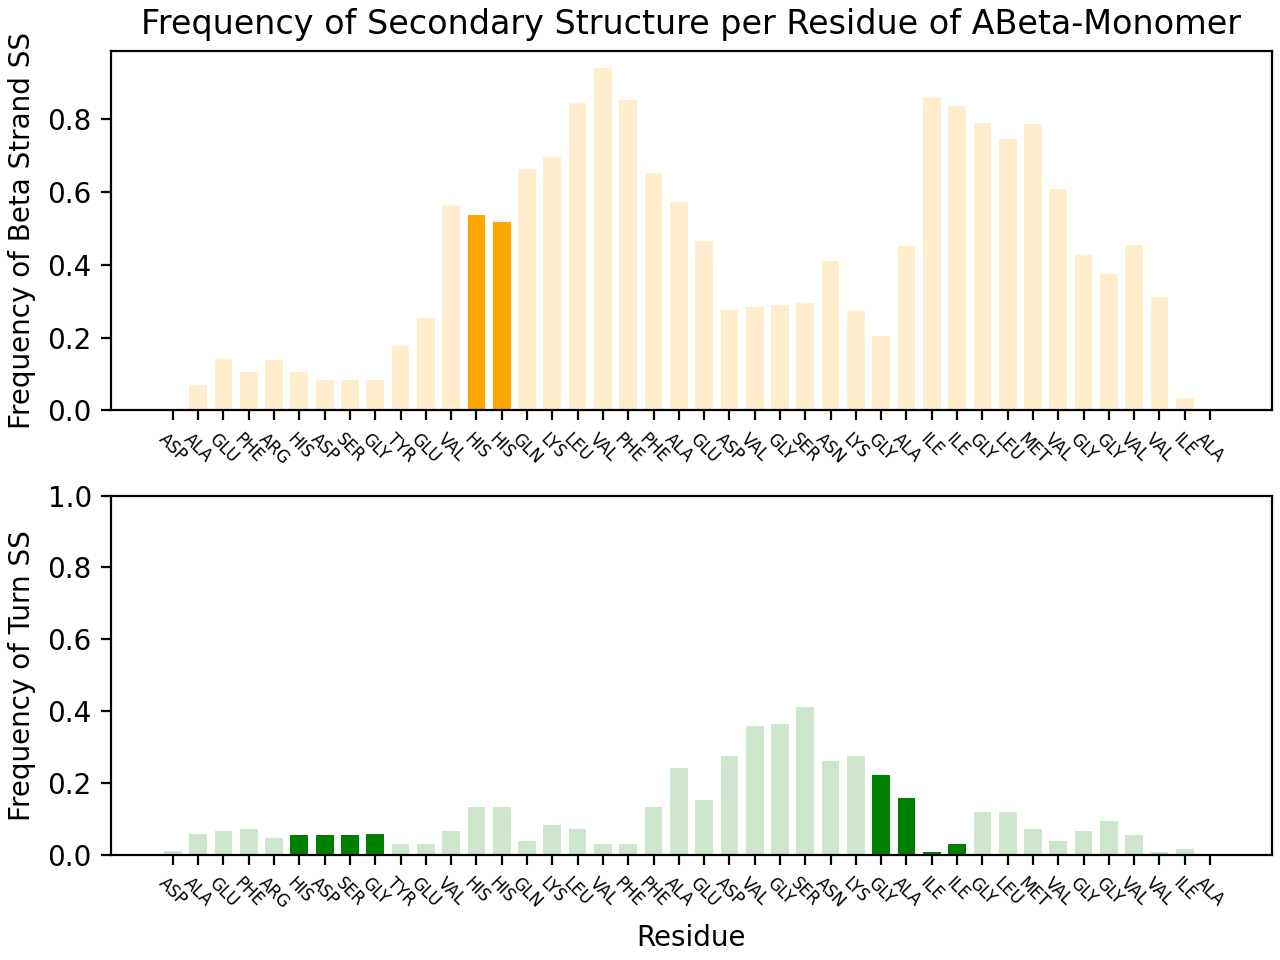 Frequency of Secondary Structure per Residue of ABeta-Monomer
Frequency of Beta Strand SS
0.8
0.6
0.4
0.2
0.0
ASP ALA GLU PHE ARG HIS ASP SER GLY TYR GLU VAL HIS HIS GLN LYS LEU VAL PHE PHE ALA GLU ASP VAL GLY SER ASN LYS GLY ALA ILE ILE GLY LEU MET VAL GLY GLY VAL VAL ILE ALA
Frequency of Turn SS
1.0
0.8
0.6
0.4
0.2
0.0
ASP ALA GLU PHE ARG HIS ASP SER GLY TYR GLU VAL HIS HIS GLN LYS LEU VAL PHE PHE ALA GLU ASP VAL GLY SER ASN LYS GLY ALA ILE ILE GLY LEU MET VAL GLY GLY VAL VAL ILE ALA
Residue